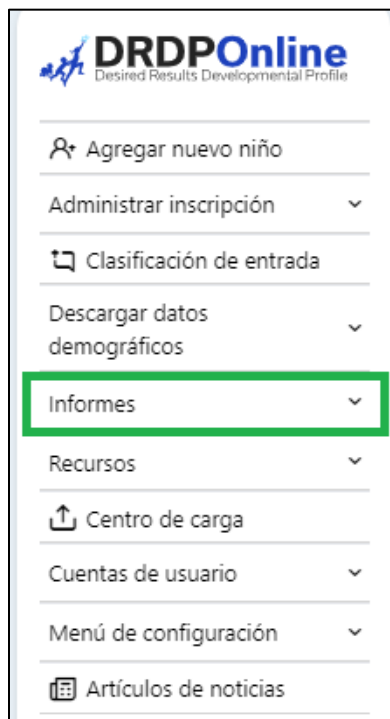 DRDPOnline
Desired Results Developmental Profile
Agregar nuevo niño
Administrar inscripción
Clasificación de entrada
Descargar datos
demográficos
Informes
Recursos
Centro de carga
Cuentas de usuario
Menú de configuración
Artículos de noticias